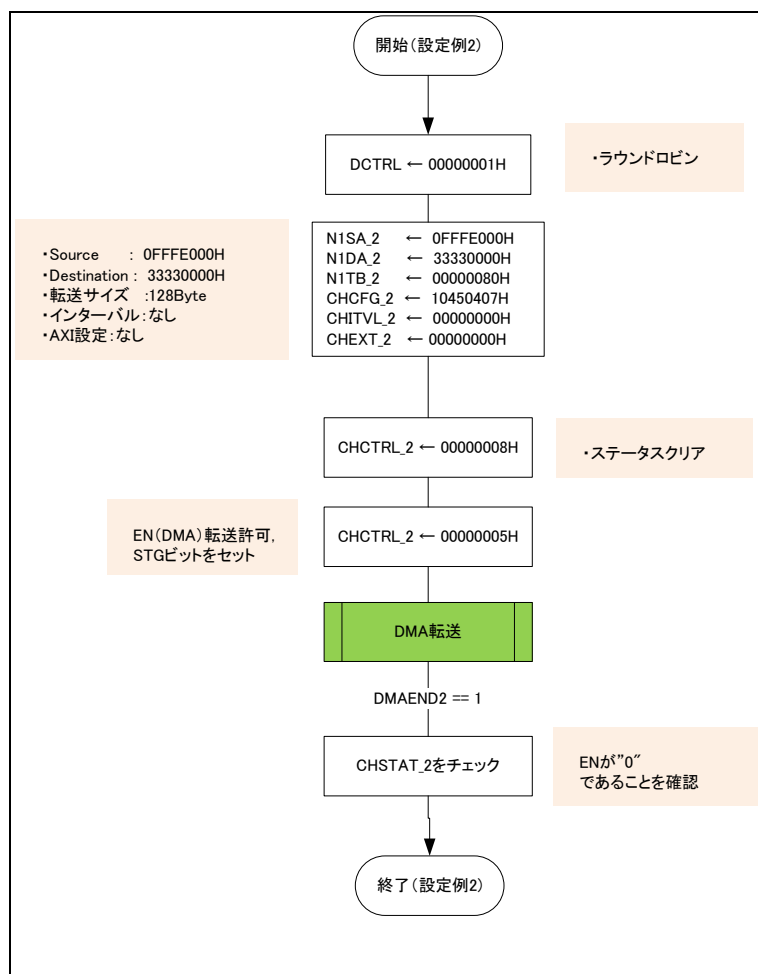 開始(設定例2)
DCTRL ← 00000001H
・ラウンドロビン
・Source : 0FFFE000H
・Destination : 33330000H
・転送サイズ :128Byte
・インターバル:なし
・AXI設定:なし
N1SA_2 ← 0FFFE000H
N1DA_2 ← 33330000H
N1TB_2 ← 00000080H
CHCFG_2 ← 10450407H
CHITVL_2 ← 00000000H
CHEXT_2 ← 00000000H
CHCTRL_2 ← 00000008H
・ステータスクリア
EN(DMA)転送許可,
STGビットをセット
CHCTRL_2 ← 00000005H
DMA転送
DMAEND2 == 1
CHSTAT_2をチェック
ENが”0”
であることを確認
終了(設定例2)